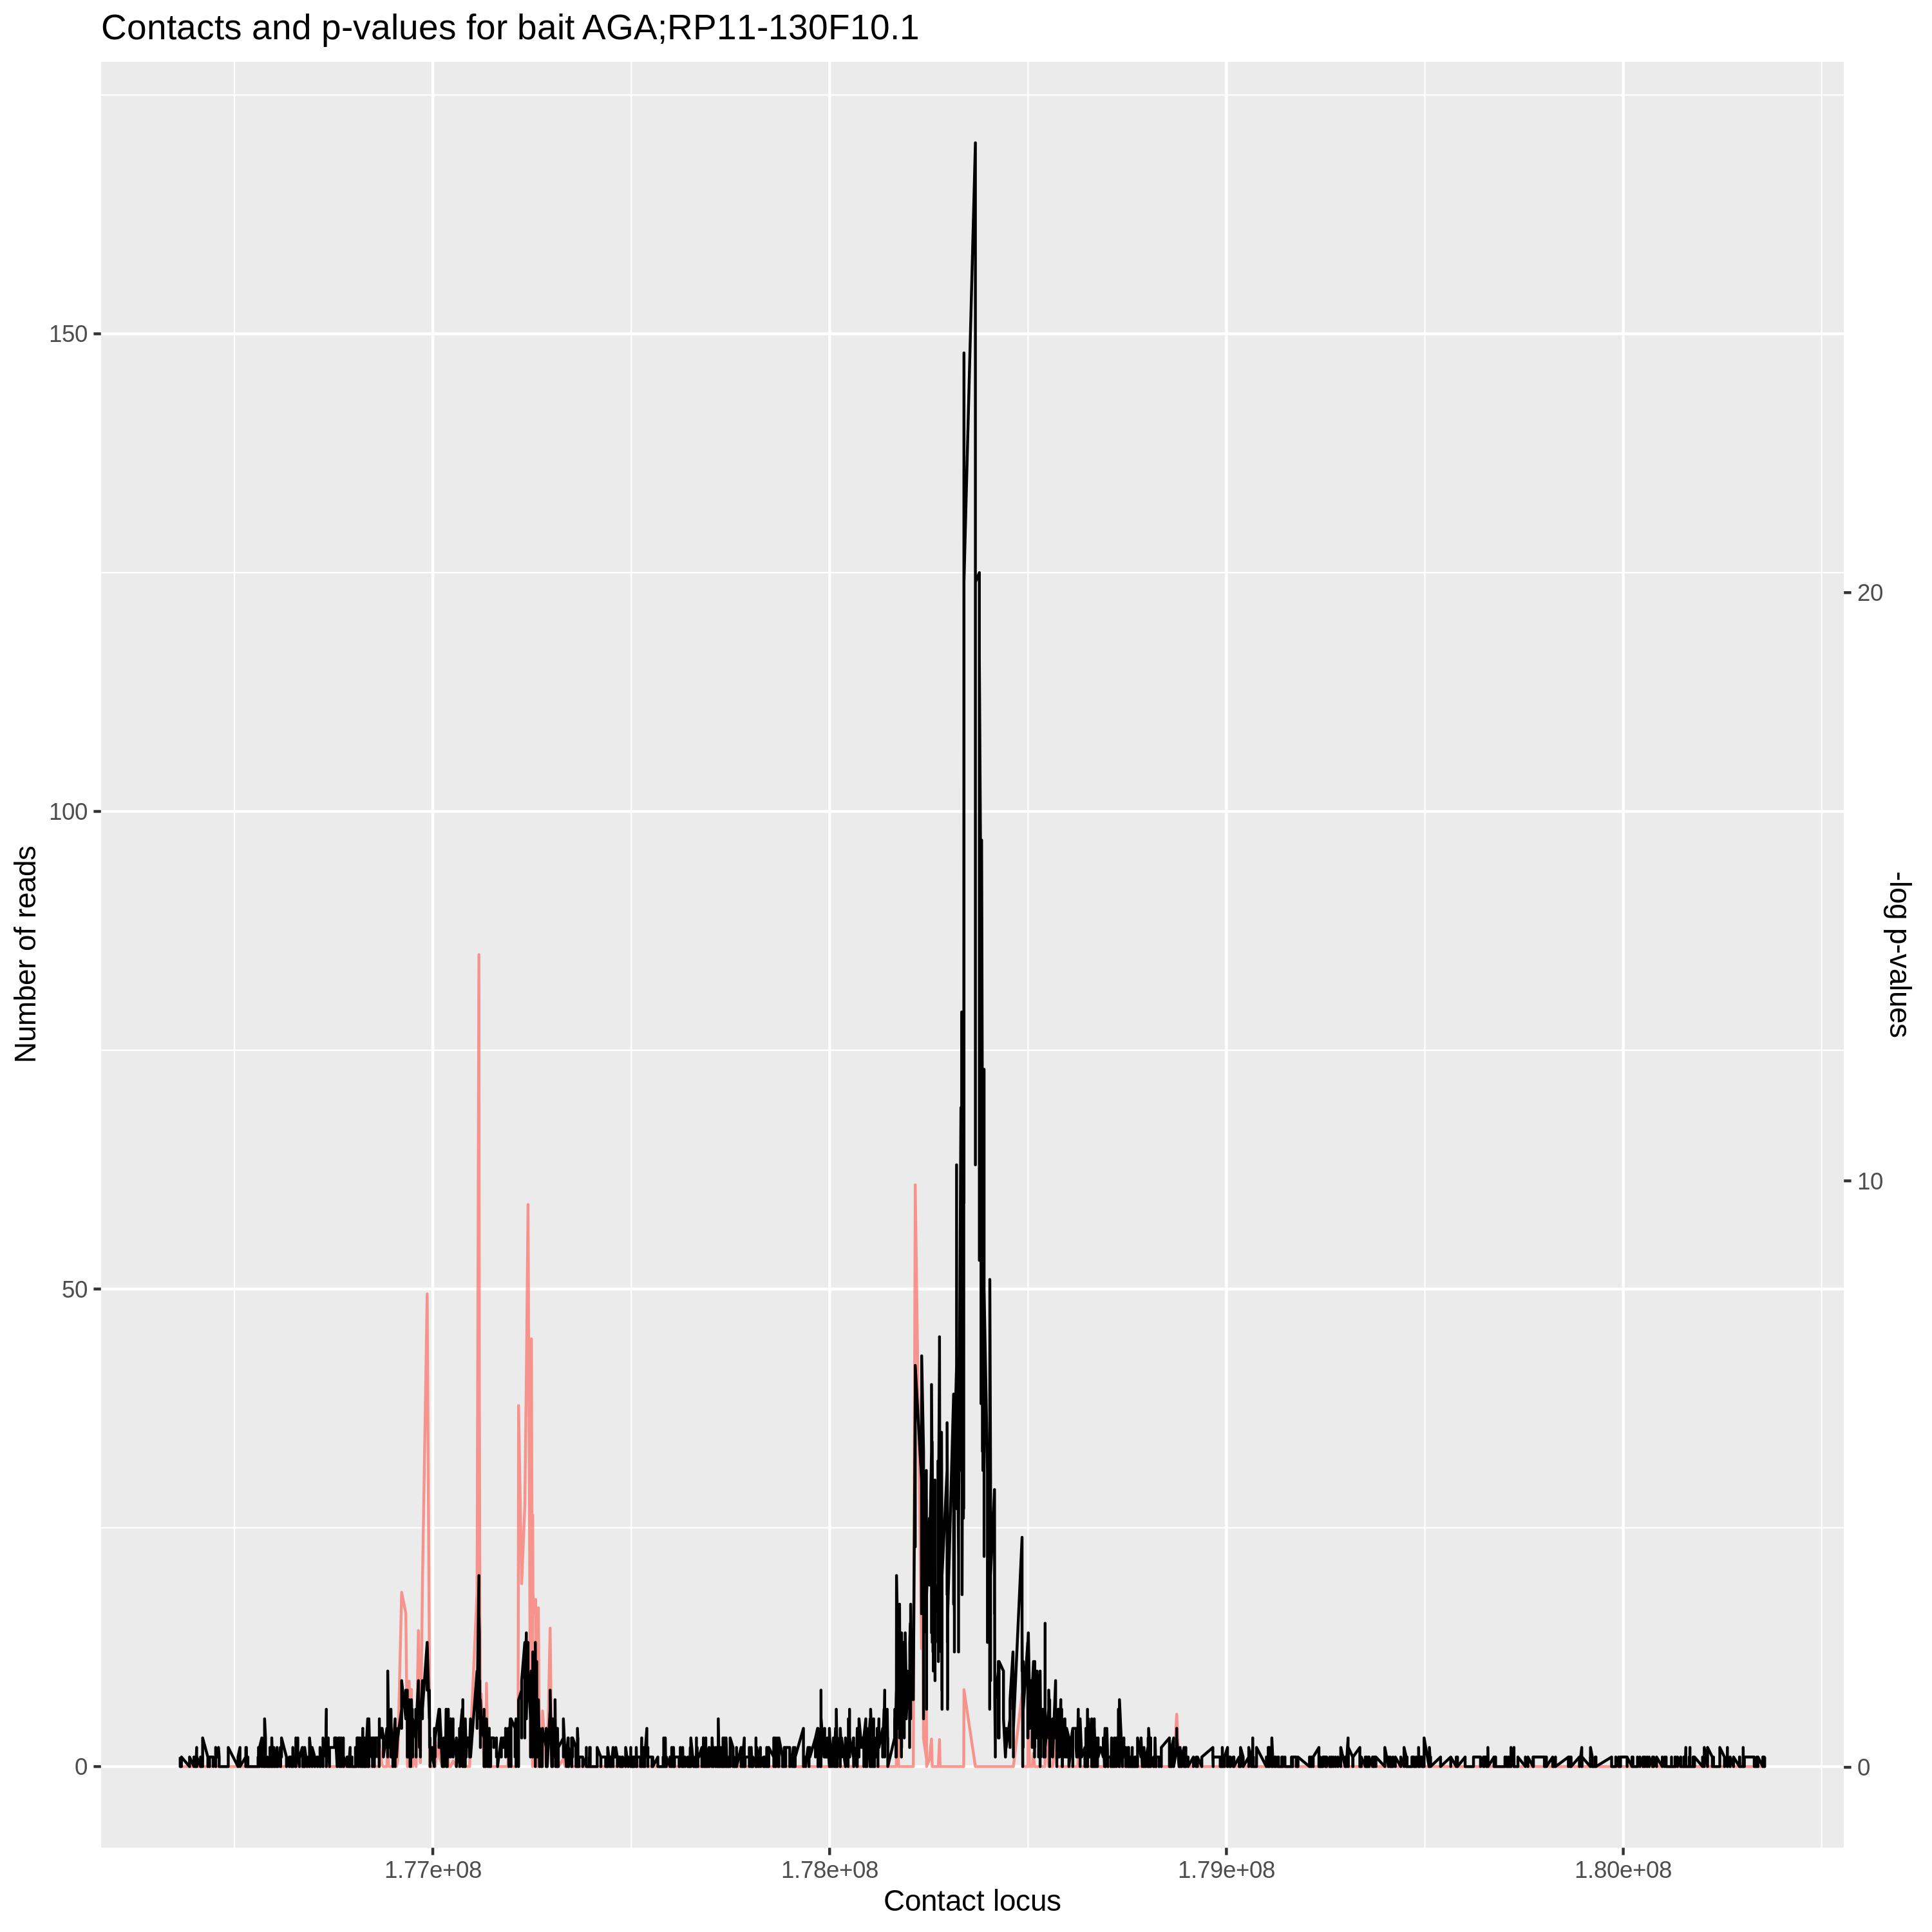 Contacts and p-values for bait AGA;RP11-130F10.1
150
100
50
0
Number of reads
20
10
0
-log p-values
1.77e+08
1.78e+08
1.79e+08
1.80e+08
Contact locus